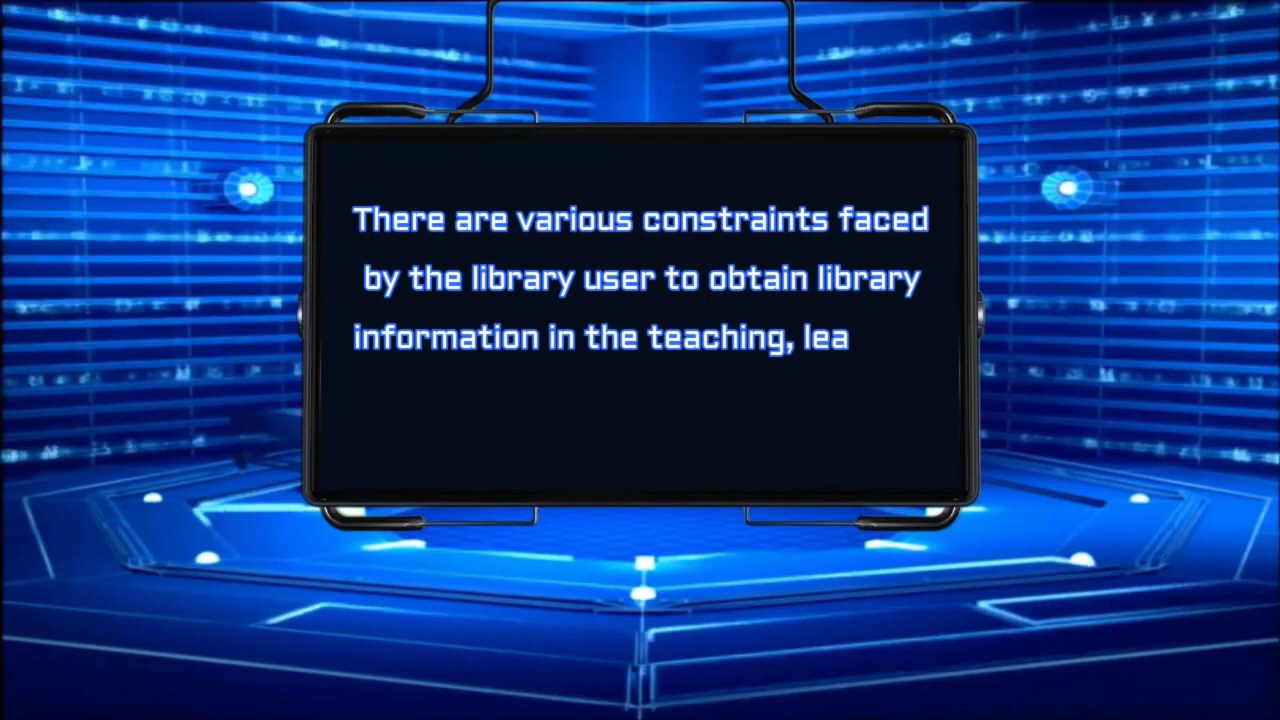 There are various constraints faced
by the library user to obtain library
information in the teaching, lea